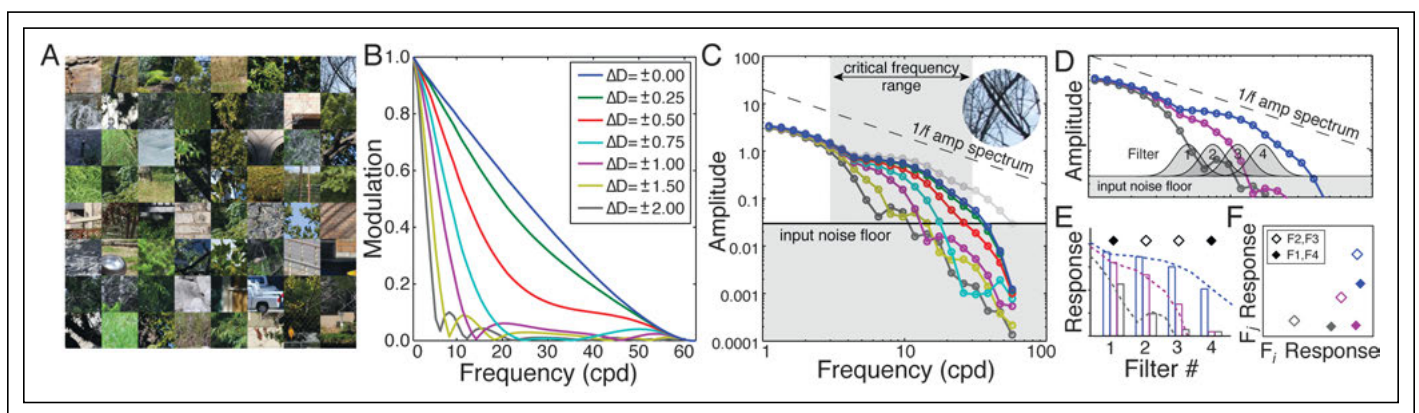 A
B
1.0
0.8
0.6
0.4
0.2
0.0
Modulation
0
10
20
30
40
50
60
Frequency (cpd)
ΔD= ±0.00
ΔD= ±0.25
ΔD= ±0.50
ΔD= ±0.75
ΔD= ±1.00
ΔD= ±1.50
ΔD= ±2.00
C
100
10
1.0
0.1
0.01
0.001
0.0001
Amplitude
critical frequency
range
1/f amp spectrum
input noise floor
1
10
100
Frequency (cpd)
D
Amplitude
1/f amp spectrum
Filter
1
2
3
4
input noise floor
E
Response
F2,F3
F1,F4
1
2
3
4
Filter #
F
Fj Response
Fi Response